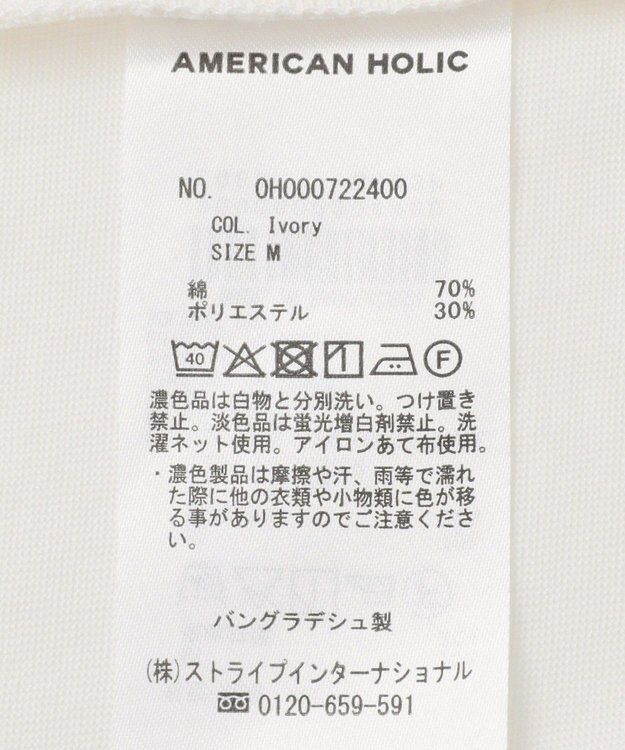 AMERICAN HOLIC
NO. OH000722400
COL. Ivory
SIZE M
綿 70%
ポリエステル 30%
40 F
濃色品は白物と分別洗い。つけ置き
禁止。淡色品は蛍光増白剤禁止。洗
濯ネット使用。アイロンあて布使用。
・濃色製品は摩擦や汗、雨等で濡れ
た際に他の衣類や小物類に色が移
る事がありますのでご注意くださ
い。
バングラデシュ製
(株)ストライプインターナショナル
0120-659-591